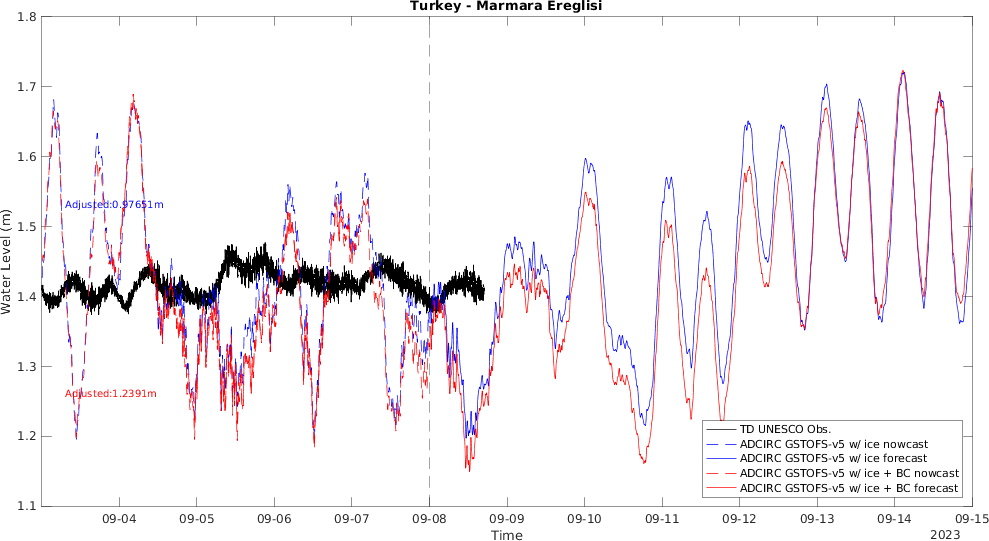 Turkey - Marmara Ereglisi
1.8
1.7
1.6
1.5
1.4
1.3
1.2
1.1
Water Level (m)
Adjusted:0.97651m
Adjusted:1.2391m
TD UNESCO Obs.
ADCIRC GSTOFS-v5 w/ ice nowcast
ADCIRC GSTOFS-v5 w/ ice forecast
ADCIRC GSTOFS-v5 w/ ice + BC nowcast
ADCIRC GSTOFS-v5 w/ ice + BC forecast
09-04 09-05 09-06 09-07 09-08 09-09 09-10 09-11 09-12 09-13 09-14 09-15
Time
2023